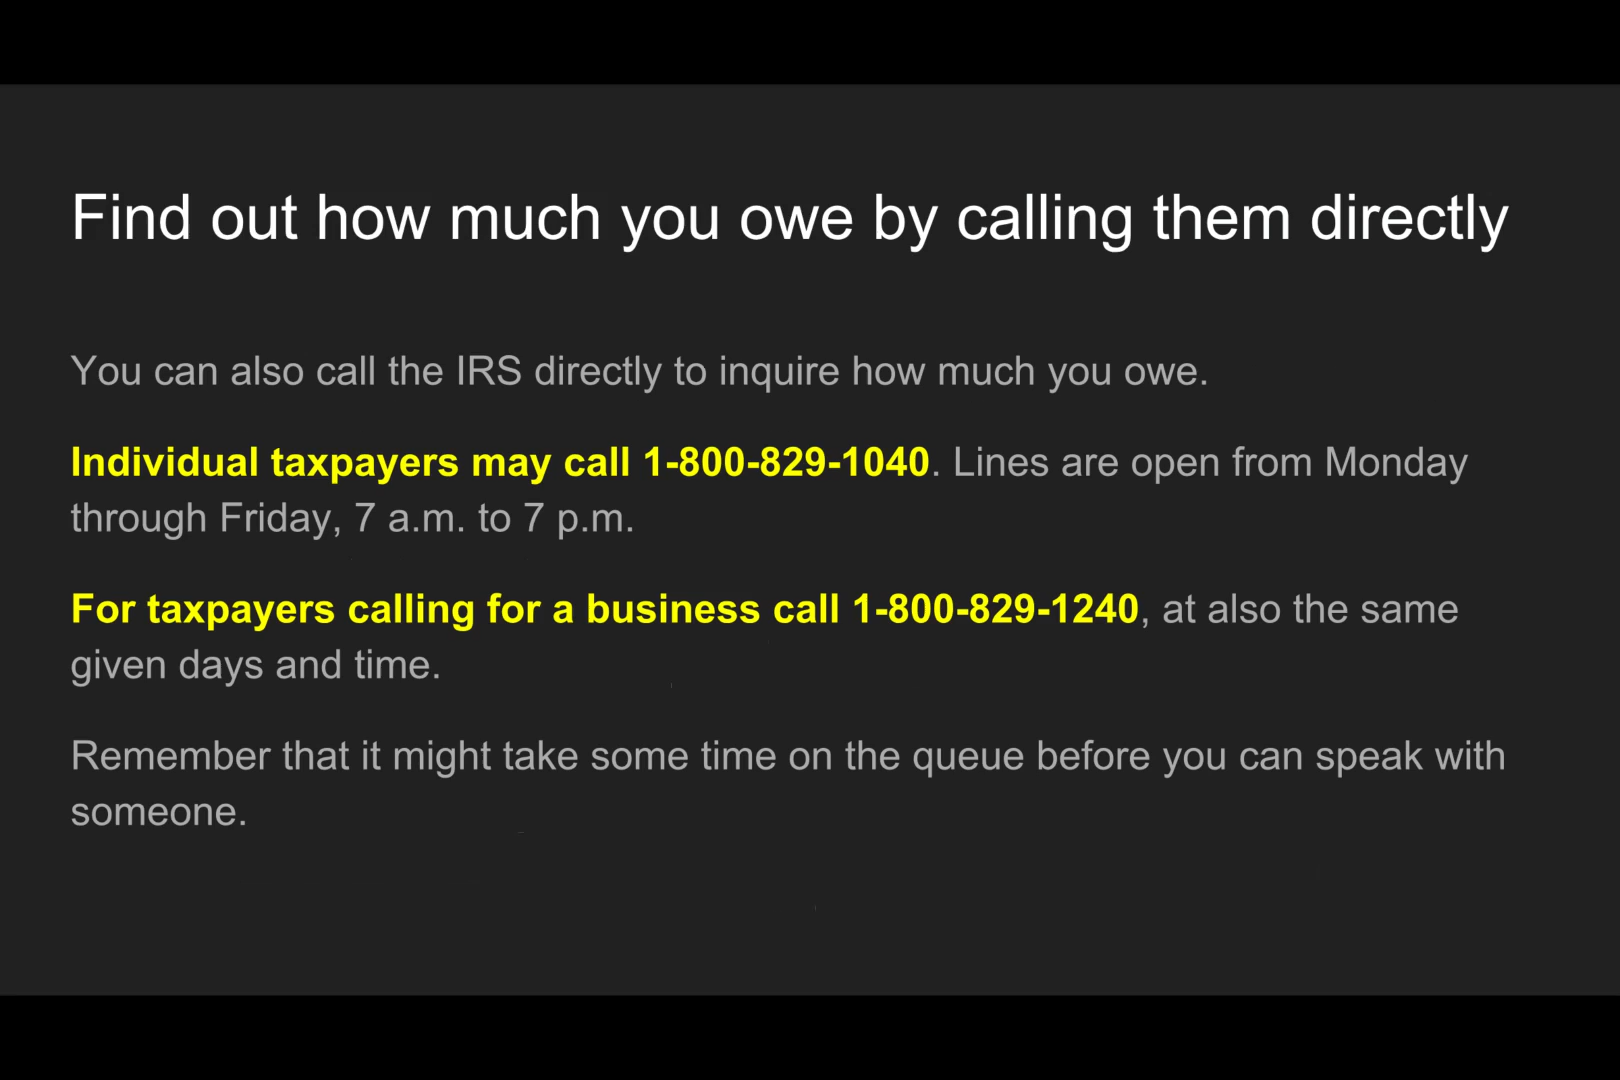 Find out how much you owe by calling them directly
You can also call the IRS directly to inquire how much you owe.
Individual taxpayers may call 1-800-829-1040. Lines are open from Monday
through Friday, 7 a.m. to 7 p.m.
For taxpayers calling for a business call 1-800-829-1240, at also the same
given days and time.
Remember that it might take some time on the queue before you can speak with
someone.